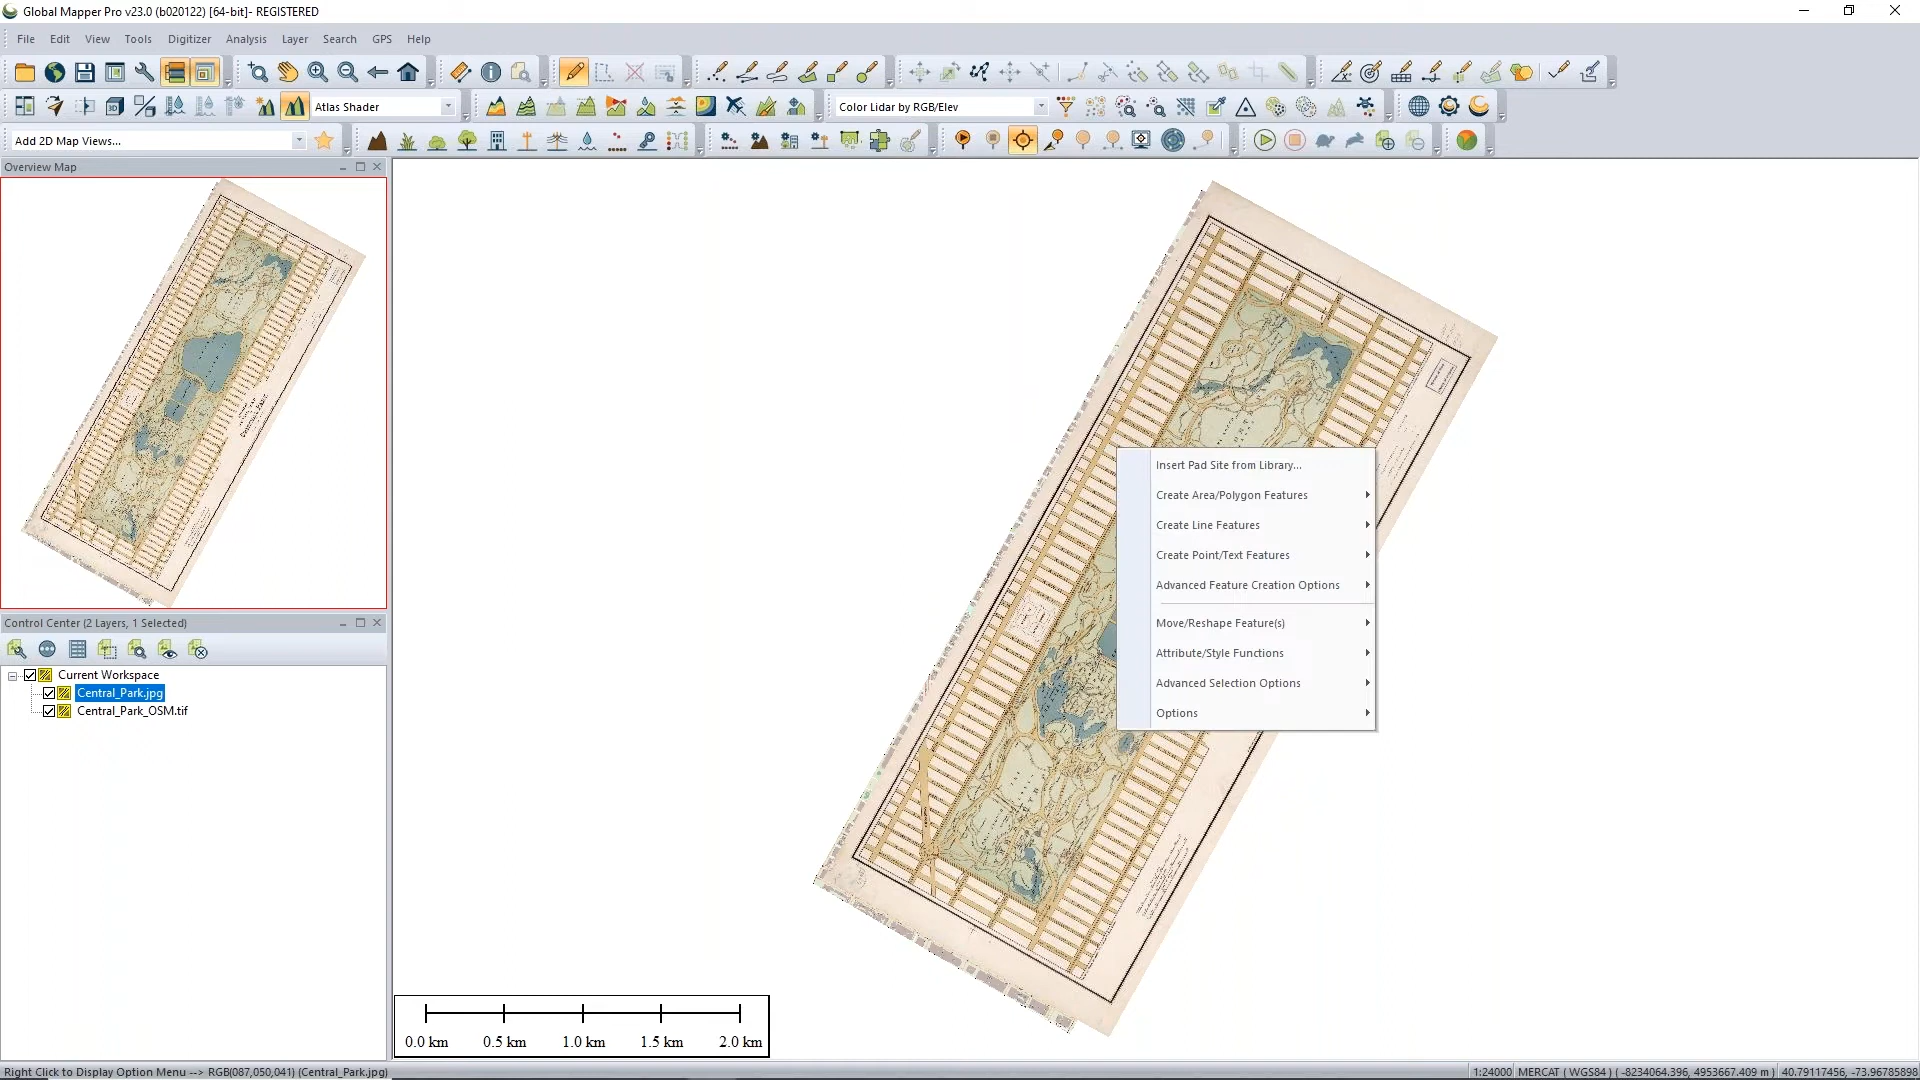 Global Mapper Pro v23.0 (b020122) [64-bit]- REGISTERED
File Edit View Tools Digitizer Analysis Layer Search GPS Help
Atlas Shader
Color Lidar by RGB/Elev
Add 2D Map Views...
Overview Map
Control Center (2 Layers, 1 Selected)
Current Workspace
Central_Park.jpg
Central_Park_OSM.tif
Insert Pad Site from Library...
Create Area/Polygon Features
Create Line Features
Create Point/Text Features
Advanced Feature Creation Options
Move/Reshape Feature(s)
Attribute/Style Functions
Advanced Selection Options
Options
0.0 km 0.5 km 1.0 km 1.5 km 2.0 km
Right Click to Display Option Menu --> RGB(087,050,041) (Central_Park.jpg)
1:24000 MERCAT ( WGS84 ) ( -8234064.396, 4953667.409 m ) 40.79117456, -73.96785898